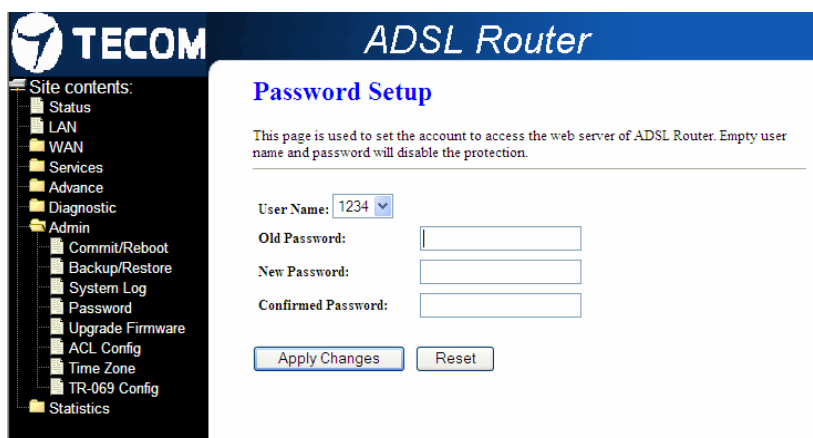 TECOM
ADSL Router
Site contents:
Status
LAN
WAN
Services
Advance
Diagnostic
Admin
Commit/Reboot
Backup/Restore
System Log
Password
Upgrade Firmware
ACL Config
Time Zone
TR-069 Config
Statistics
Password Setup
This page is used to set the account to access the web server of ADSL Router. Empty user
name and password will disable the protection.
User Name: 1234
Old Password:
New Password:
Confirmed Password:
Apply Changes Reset